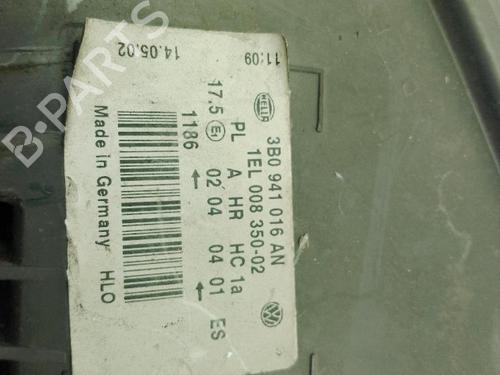 B-PARTS
14.05.02 11:09
HELLA
3B0 941 016 AN
1EL 008 350-02
17.5 E1 PL A HR HC 1a
1186 02 04 04 01 ES
Made in Germany HLO